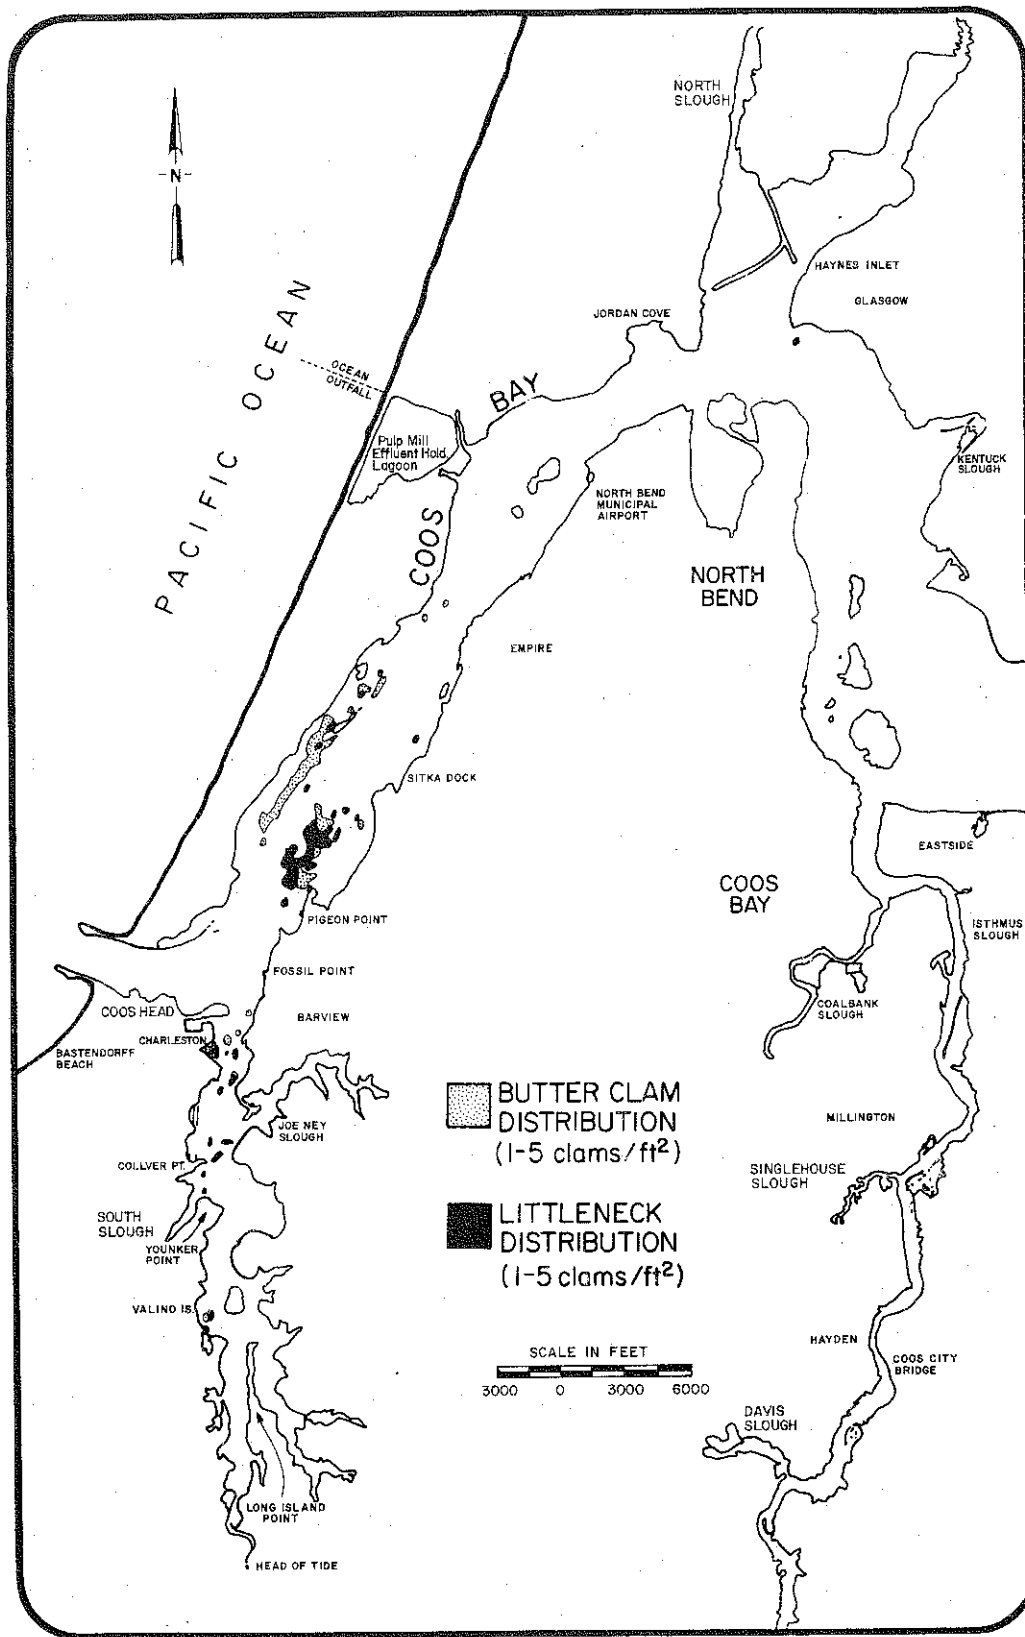 NORTH
SLOUGH
-N-
HAYNES INLET
GLASGOW
JORDAN COVE
PACIFIC OCEAN
OCEAN
OUTFALL
BAY
Pulp Mill
Effluent Hold.
Lagoon
KENTUCK
SLOUGH
NORTH BEND
MUNICIPAL
AIRPORT
COOS
NORTH
BEND
EMPIRE
SITKA DOCK
EASTSIDE
COOS
BAY
PIGEON POINT
ISTHMUS
SLOUGH
FOSSIL POINT
COOS HEAD
BARVIEW
COALBANK
SLOUGH
CHARLESTON
BASTENDORFF
BEACH
BUTTER CLAM
DISTRIBUTION
(1-5 clams/ft²)
JOE NEY
SLOUGH
MILLINGTON
COLLVER PT.
SINGLEHOUSE
SLOUGH
LITTLENECK
DISTRIBUTION
(1-5 clams/ft²)
SOUTH
SLOUGH
YOUNKER
POINT
VALINO IS.
HAYDEN
COOS CITY
BRIDGE
SCALE IN FEET
3000 0 3000 6000
DAVIS
SLOUGH
LONG ISLAND
POINT
HEAD OF TIDE